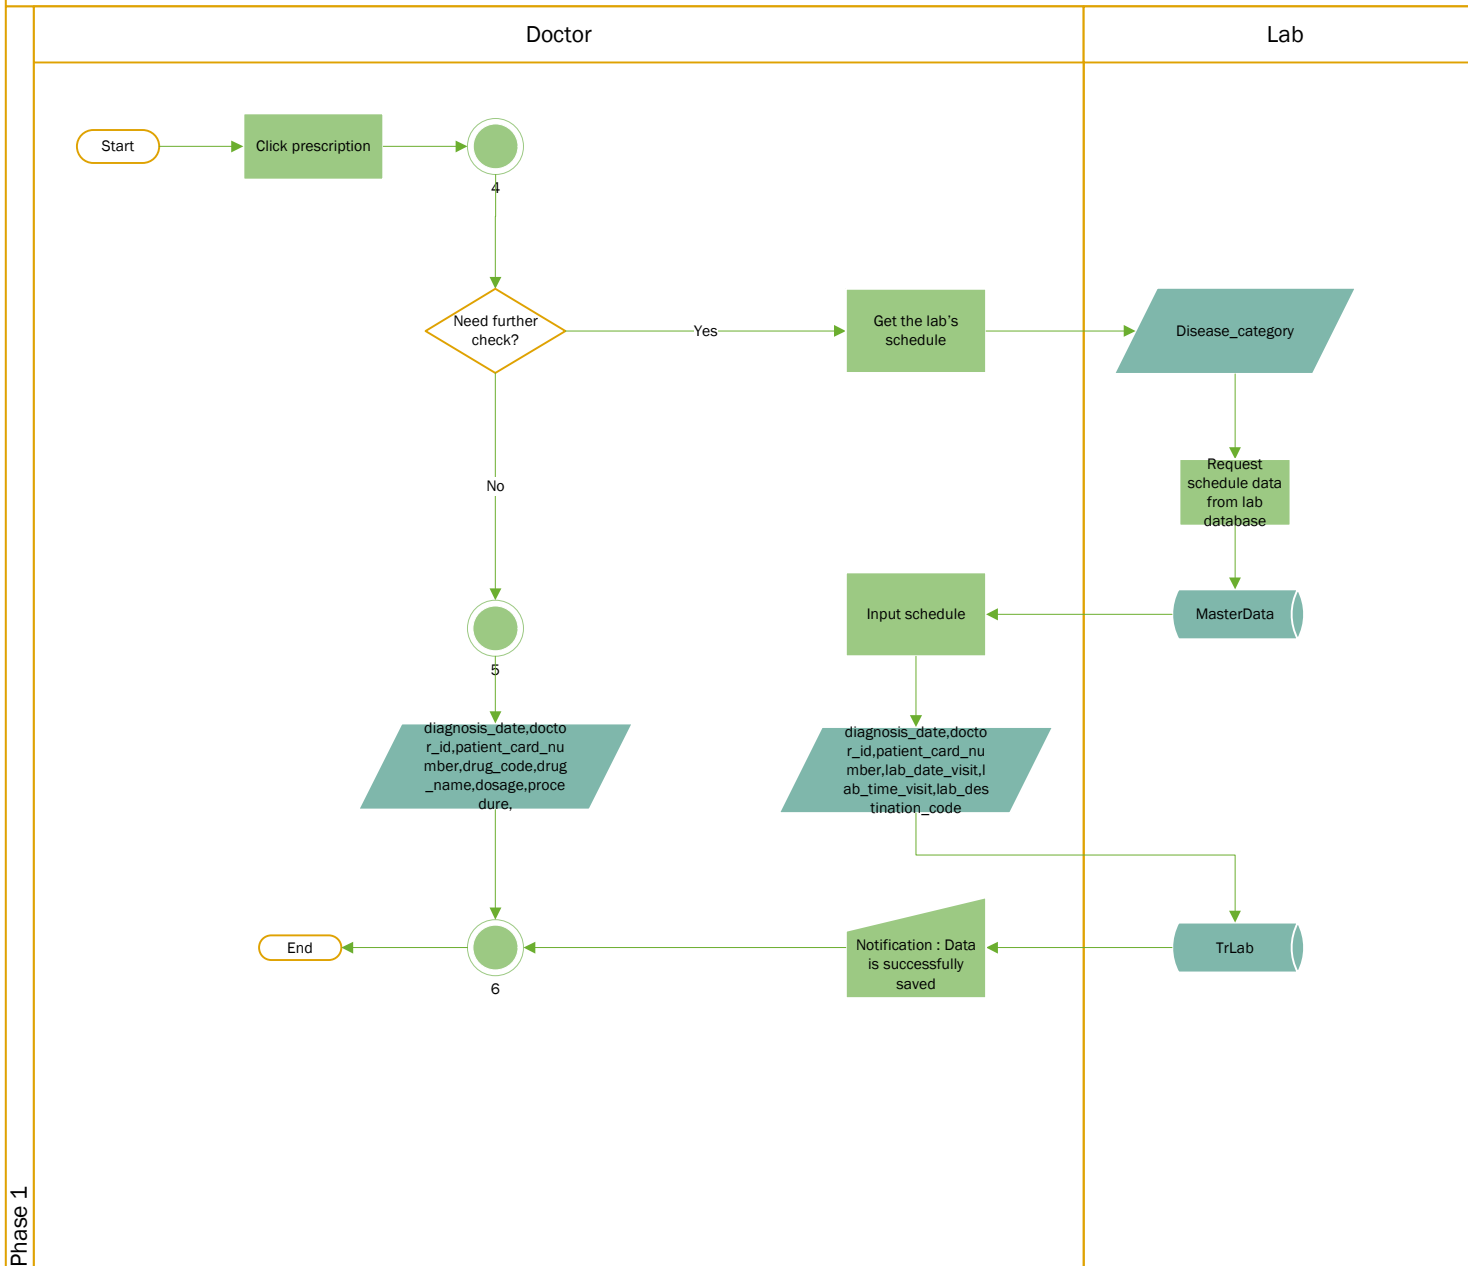 Doctor
Lab
Start
Click prescription
4
Need further
check?
Yes
Get the lab's
schedule
Disease_category
No
Request
schedule data
from lab
database
Input schedule
MasterData
5
diagnosis_date,docto
r_id,patient_card_nu
mber,drug_code,drug
_name,dosage,proce
dure,
diagnosis_date,docto
r_id,patient_card_nu
mber,lab_date_visit,l
ab_time_visit,lab_des
tination_code
End
6
Notification : Data
is successfully
saved
TrLab
Phase 1